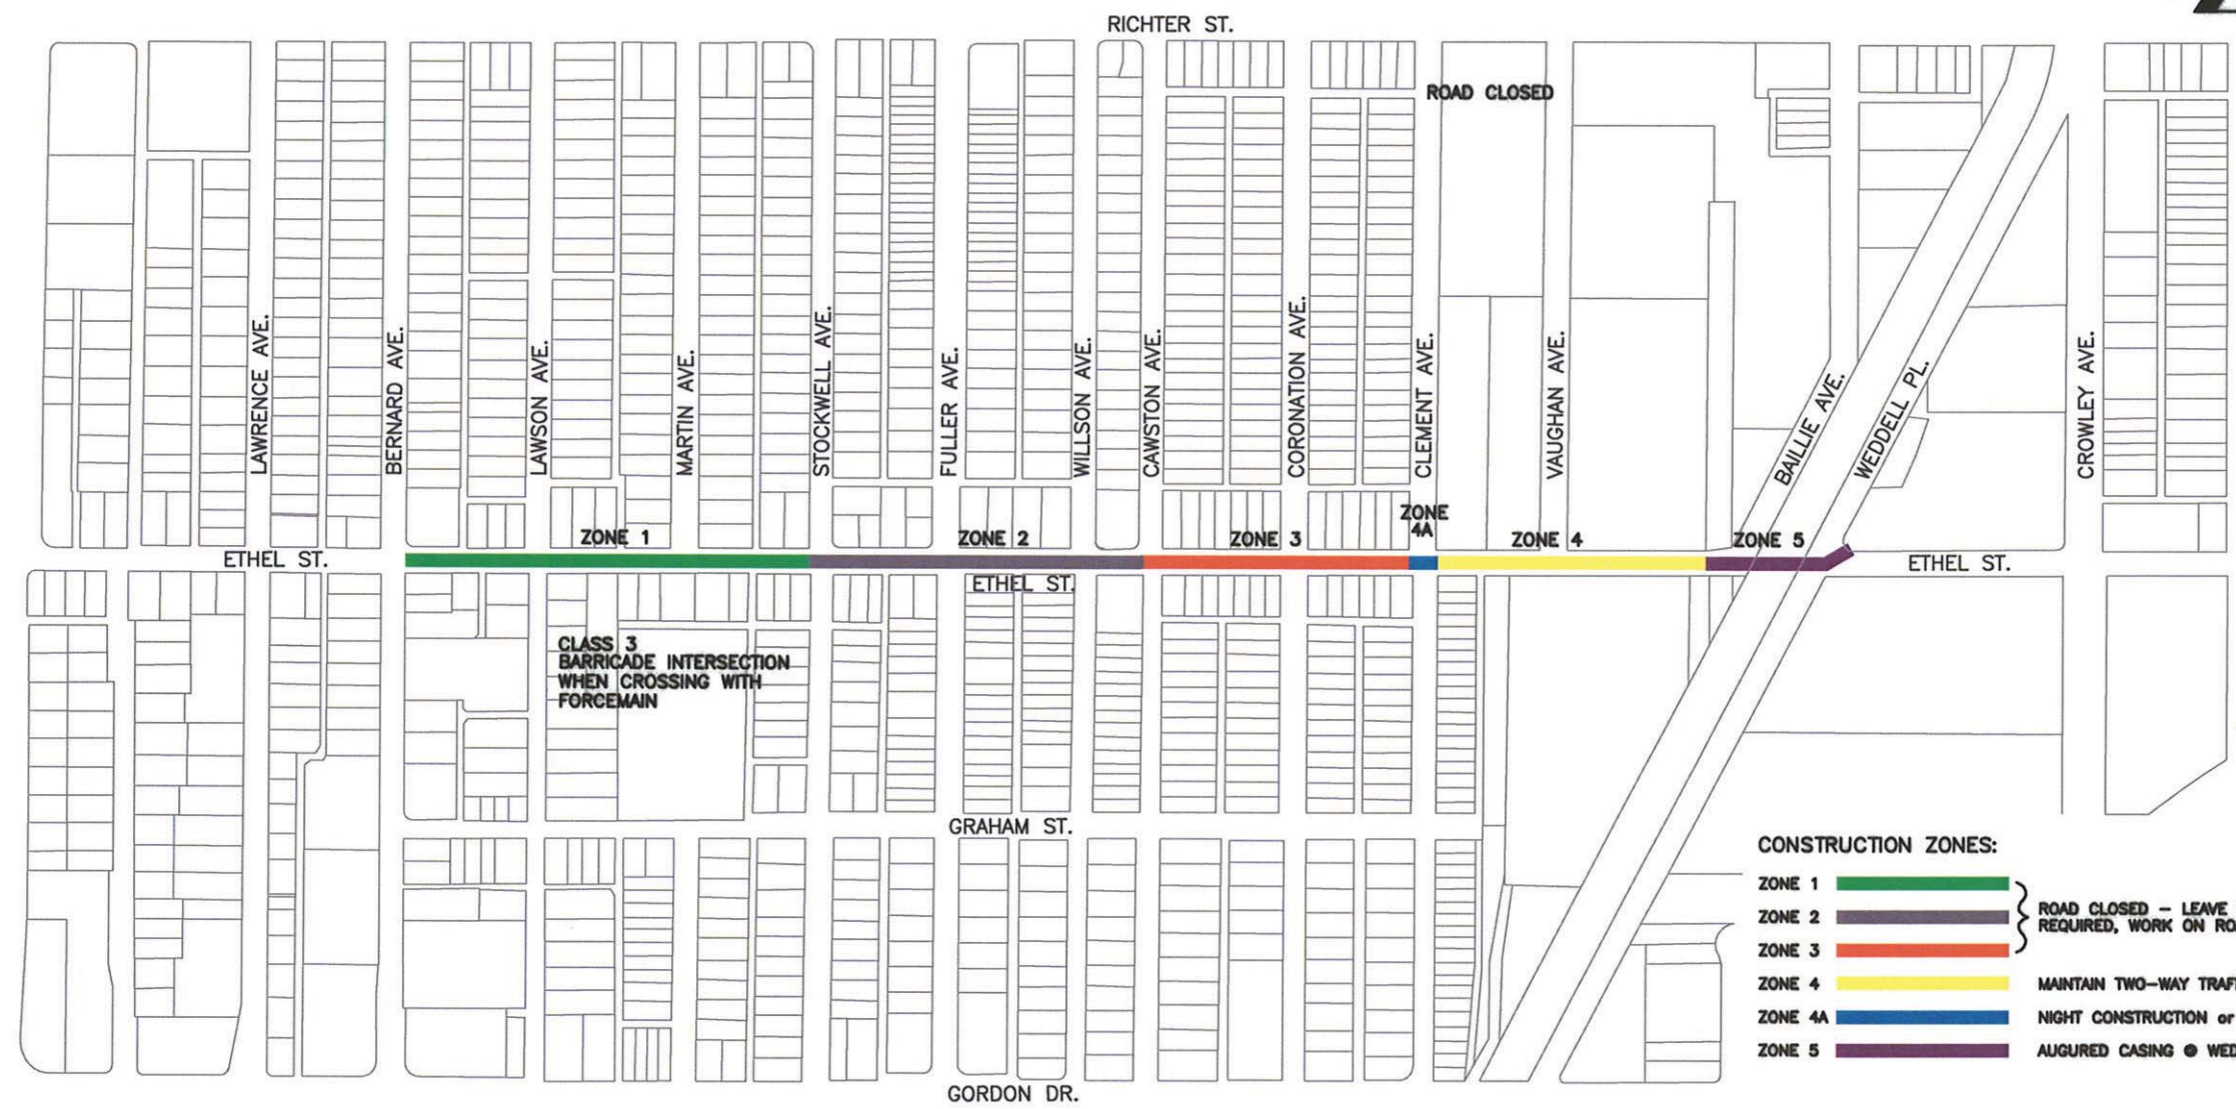 RICHTER ST.
ROAD CLOSED
LAWRENCE AVE.
BERNARD AVE.
LAWSON AVE.
MARTIN AVE.
STOCKWELL AVE.
FULLER AVE.
WILLSON AVE.
CAWSTON AVE.
CORONATION AVE.
CLEMENT AVE.
VAUGHAN AVE.
BAILLIE AVE.
WEDDELL PL.
CROWLEY AVE.
ZONE 1
ZONE 2
ZONE 3
ZONE
4A
ZONE 4
ZONE 5
ETHEL ST.
ETHEL ST.
ETHEL ST.
CLASS 3
BARRICADE INTERSECTION
WHEN CROSSING WITH
FORCEMAIN
GRAHAM ST.
GORDON DR.
CONSTRUCTION ZONES:
ZONE 1
ZONE 2
ZONE 3
ROAD CLOSED – LEAVE
REQUIRED, WORK ON
ZONE 4
MAINTAIN TWO–WAY
ZONE 4A
NIGHT CONSTRUCTION or
ZONE 5
AUGURED CASING @